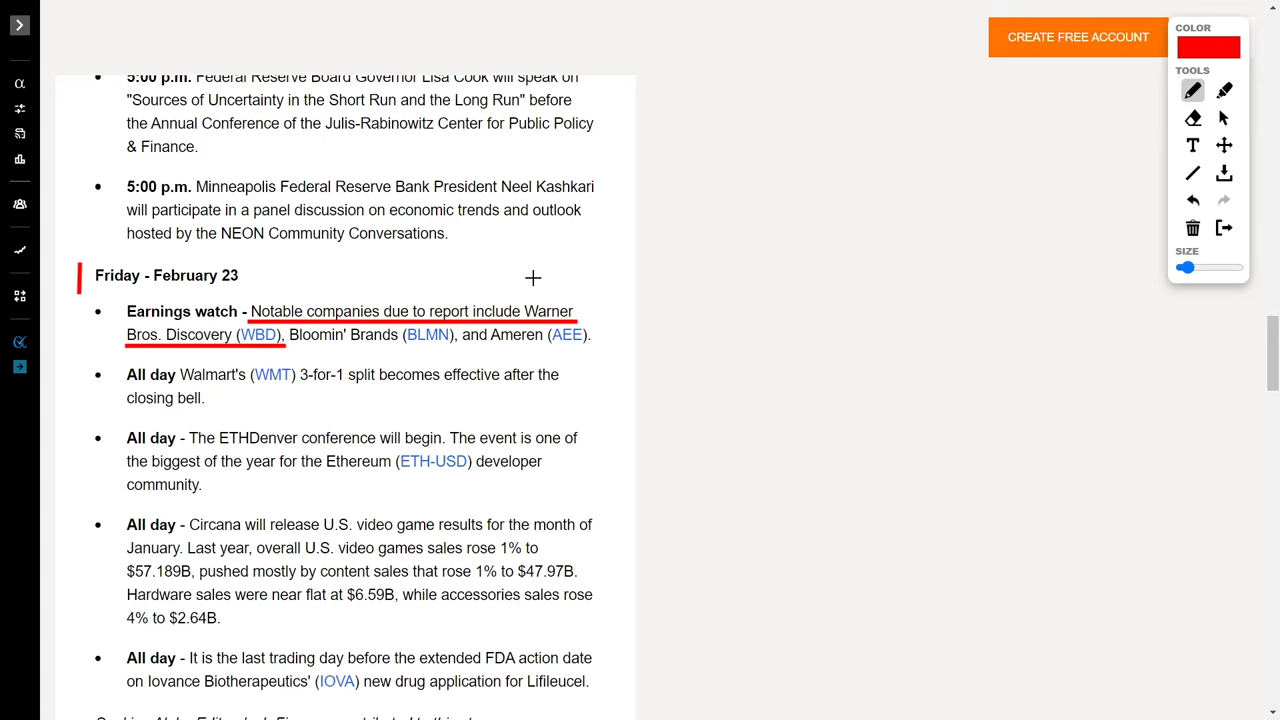 CREATE FREE ACCOUNT
COLOR
TOOLS
SIZE
5:00 p.m. Federal Reserve Board Governor Lisa Cook will speak on
"Sources of Uncertainty in the Short Run and the Long Run" before
the Annual Conference of the Julis-Rabinowitz Center for Public Policy
& Finance.
5:00 p.m. Minneapolis Federal Reserve Bank President Neel Kashkari
will participate in a panel discussion on economic trends and outlook
hosted by the NEON Community Conversations.
Friday - February 23
Earnings watch - Notable companies due to report include Warner
Bros. Discovery (WBD), Bloomin' Brands (BLMN), and Ameren (AEE).
All day Walmart's (WMT) 3-for-1 split becomes effective after the
closing bell.
All day - The ETHDenver conference will begin. The event is one of
the biggest of the year for the Ethereum (ETH-USD) developer
community.
All day - Circana will release U.S. video game results for the month of
January. Last year, overall U.S. video games sales rose 1% to
$57.189B, pushed mostly by content sales that rose 1% to $47.97B.
Hardware sales were near flat at $6.59B, while accessories sales rose
4% to $2.64B.
All day - It is the last trading day before the extended FDA action date
on Iovance Biotherapeutics' (IOVA) new drug application for Lifileucel.